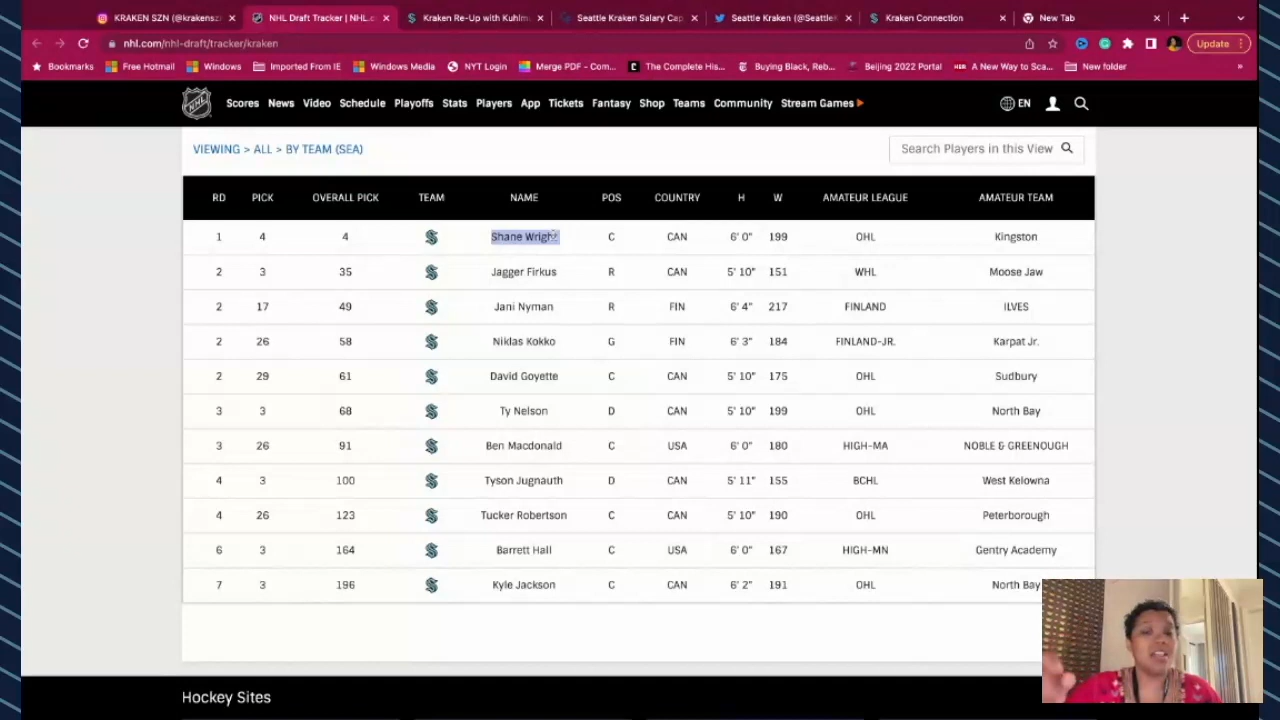 KRAKEN SZN (@krakensz
NHL Draft Tracker | NHL.c
Kraken Re-Up with Kuhlm
Seattle Kraken Salary Cap
Seattle Kraken (@Seattle
Kraken Connection
New Tab
nhl.com/nhl-draft/tracker/kraken
Update
Bookmarks
Free Hotmail
Windows
Imported From IE
Windows Media
NYT Login
Merge PDF - Com...
The Complete His...
Buying Black, Reb...
Beijing 2022 Portal
A New Way to Sca...
New folder
NHL
Scores News Video Schedule Playoffs Stats Players App Tickets Fantasy Shop Teams Community Stream Games EN
VIEWING > ALL > BY TEAM (SEA)
Search Players in this View
RD PICK OVERALL PICK TEAM NAME POS COUNTRY H W AMATEUR LEAGUE AMATEUR TEAM
1 4 4 Shane Wright C CAN 6' 0" 199 OHL Kingston
2 3 35 Jagger Firkus R CAN 5' 10" 151 WHL Moose Jaw
2 17 49 Jani Nyman R FIN 6' 4" 217 FINLAND ILVES
2 26 58 Niklas Kokko G FIN 6' 3" 184 FINLAND-JR. Karpat Jr.
2 29 61 David Goyette C CAN 5' 10" 175 OHL Sudbury
3 3 68 Ty Nelson D CAN 5' 10" 199 OHL North Bay
3 26 91 Ben Macdonald C USA 6' 0" 180 HIGH-MA NOBLE & GREENOUGH
4 3 100 Tyson Jugnauth D CAN 5' 11" 155 BCHL West Kelowna
4 26 123 Tucker Robertson C CAN 5' 10" 190 OHL Peterborough
6 3 164 Barrett Hall C USA 6' 0" 167 HIGH-MN Gentry Academy
7 3 196 Kyle Jackson C CAN 6' 2" 191 OHL North Bay
Hockey Sites